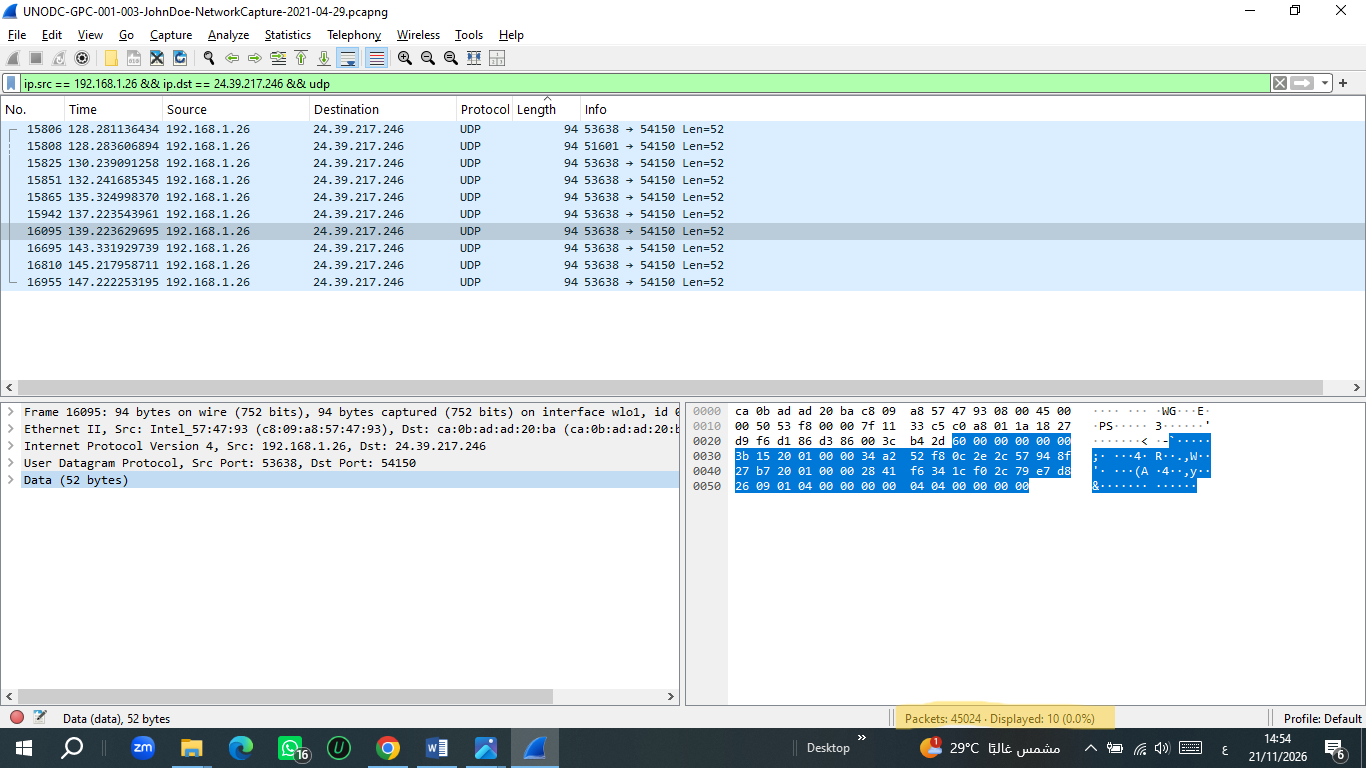 UNODC-GPC-001-003-JohnDoe-NetworkCapture-2021-04-29.pcapng
File Edit View Go Capture Analyze Statistics Telephony Wireless Tools Help
ip.src == 192.168.1.26 && ip.dst == 24.39.217.246 && udp
No. Time Source Destination Protocol Length Info
15806 128.281136434 192.168.1.26 24.39.217.246 UDP 94 53638 → 54150 Len=52
15808 128.283606894 192.168.1.26 24.39.217.246 UDP 94 51601 → 54150 Len=52
15825 130.239091258 192.168.1.26 24.39.217.246 UDP 94 53638 → 54150 Len=52
15851 132.241685345 192.168.1.26 24.39.217.246 UDP 94 53638 → 54150 Len=52
15865 135.324998370 192.168.1.26 24.39.217.246 UDP 94 53638 → 54150 Len=52
15942 137.223543961 192.168.1.26 24.39.217.246 UDP 94 53638 → 54150 Len=52
16095 139.223629695 192.168.1.26 24.39.217.246 UDP 94 53638 → 54150 Len=52
16695 143.331929739 192.168.1.26 24.39.217.246 UDP 94 53638 → 54150 Len=52
16810 145.217958711 192.168.1.26 24.39.217.246 UDP 94 53638 → 54150 Len=52
16955 147.222253195 192.168.1.26 24.39.217.246 UDP 94 53638 → 54150 Len=52
Frame 16095: 94 bytes on wire (752 bits), 94 bytes captured (752 bits) on interface wlo1, id 0
Ethernet II, Src: Intel_57:47:93 (c8:09:a8:57:47:93), Dst: ca:0b:ad:ad:20:ba (ca:0b:ad:ad:20:b
Internet Protocol Version 4, Src: 192.168.1.26, Dst: 24.39.217.246
User Datagram Protocol, Src Port: 53638, Dst Port: 54150
Data (52 bytes)
0000 ca 0b ad ad 20 ba c8 09 a8 57 47 93 08 00 45 00 ···· ··· ·WG···E·
0010 00 50 53 f8 00 00 7f 11 33 c5 c0 a8 01 1a 18 27 ·PS····· 3······'
0020 d9 f6 d1 86 d3 86 00 3c b4 2d 60 00 00 00 00 00 ·······< ·-`·····
0030 3b 15 20 01 00 00 34 a2 52 f8 0c 2e 2c 57 94 8f ;· ···4· R··.,W··
0040 27 b7 20 01 00 00 28 41 f6 34 1c f0 2c 79 e7 d8 '· ···(A ·4··,y··
0050 26 09 01 04 00 00 00 00 04 04 00 00 00 00 &······· ······
Data (data), 52 bytes
Packets: 45024 · Displayed: 10 (0.0%)
Profile: Default
zm
16
U
W
Desktop
1
29°C مشمس غالبًا
ع
14:54
21/11/2026
6